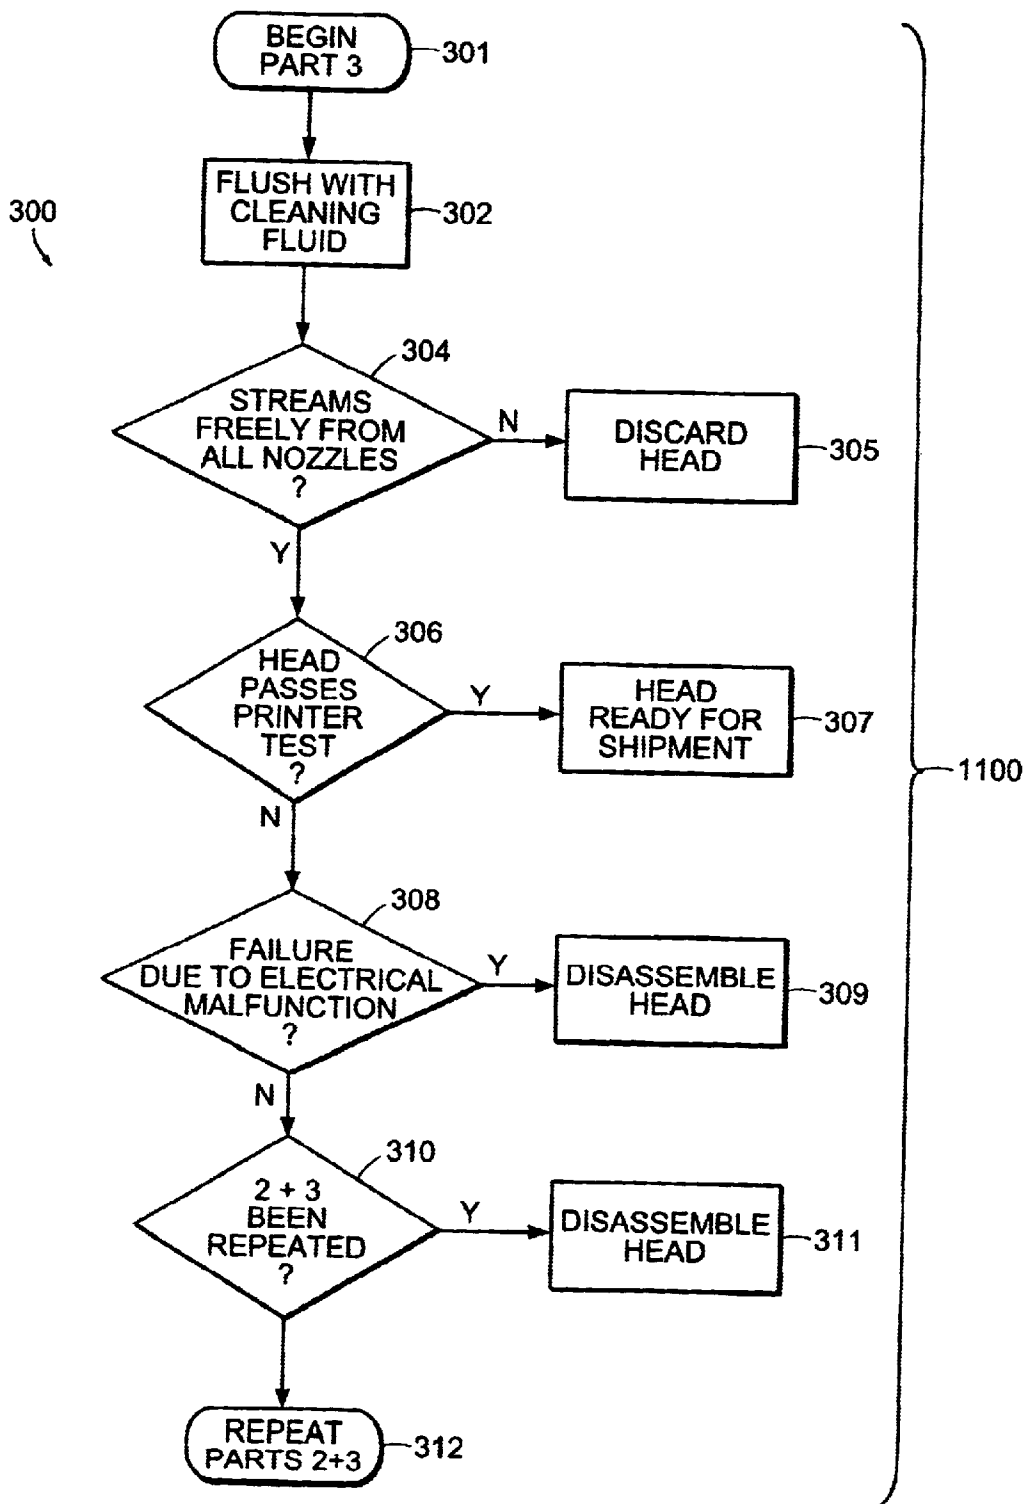 BEGIN
PART 3
301
FLUSH WITH
CLEANING
FLUID
302
300
304
STREAMS
FREELY FROM
ALL NOZZLES
?
N
DISCARD
HEAD
305
Y
306
HEAD
PASSES
PRINTER
TEST
?
Y
HEAD
READY FOR
SHIPMENT
307
1100
N
308
FAILURE
DUE TO ELECTRICAL
MALFUNCTION
?
Y
DISASSEMBLE
HEAD
309
N
310
2 + 3
BEEN
REPEATED
?
Y
DISASSEMBLE
HEAD
311
REPEAT
PARTS 2+3
312